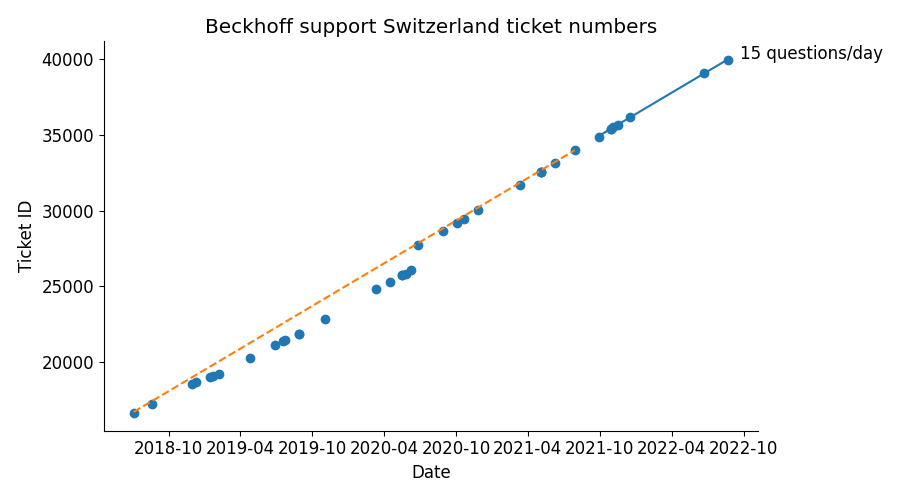 Beckhoff support Switzerland ticket numbers
40000
15 questions/day
35000
30000
25000
20000
Ticket ID
2018-10 2019-04 2019-10 2020-04 2020-10 2021-04 2021-10 2022-04 2022-10
Date